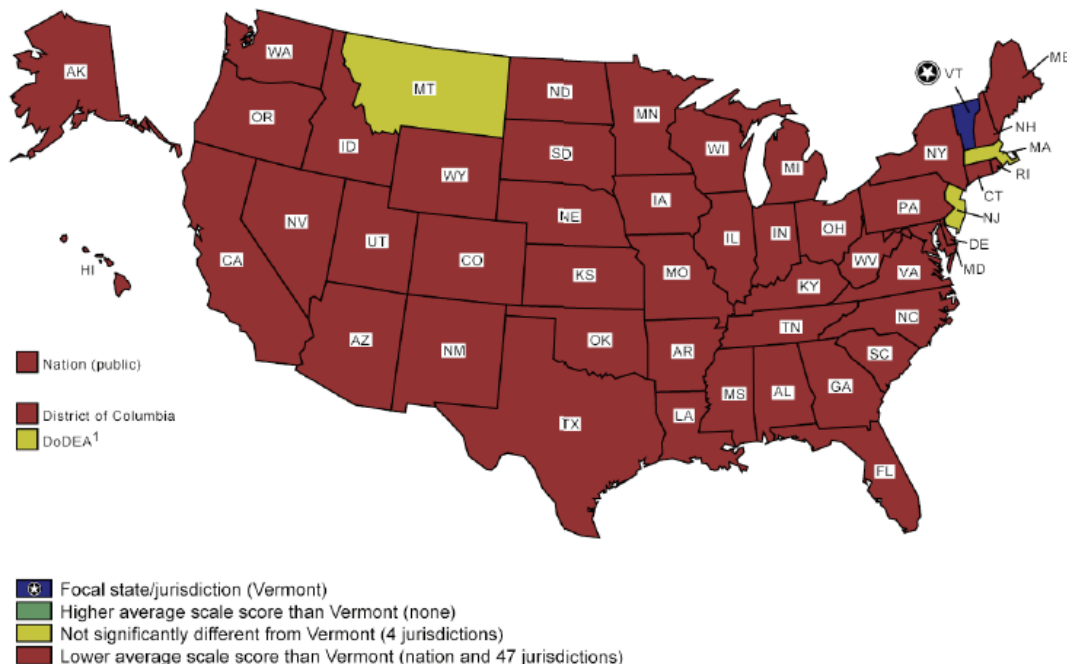 AK
WA
MT
ND
MN
VT
ME
OR
ID
SD
WI
MI
NY
NH
MA
RI
CT
WY
IA
PA
NJ
NV
NE
IL
IN
OH
DE
MD
CA
UT
CO
KS
MO
WV
VA
KY
HI
AZ
NM
OK
AR
TN
NC
SC
MS
AL
GA
TX
LA
FL
Nation (public)
District of Columbia
DoDEA¹
Focal state/jurisdiction (Vermont)
Higher average scale score than Vermont (none)
Not significantly different from Vermont (4 jurisdictions)
Lower average scale score than Vermont (nation and 47 jurisdictions)